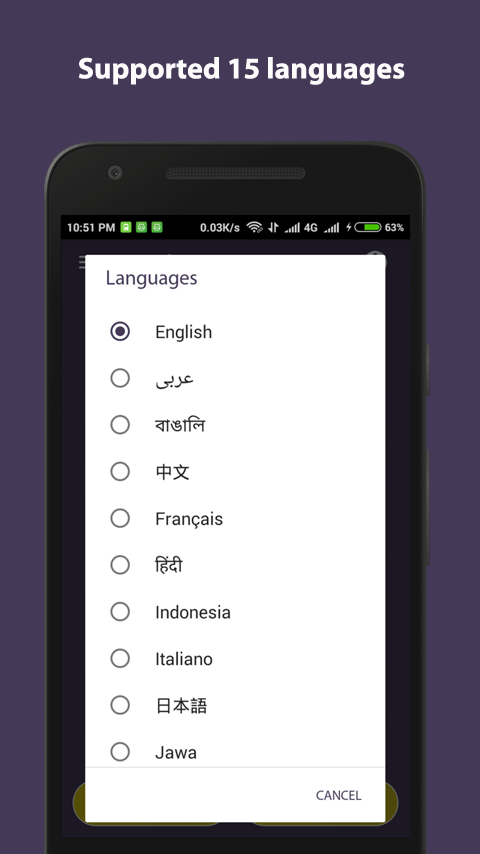 Supported 15 languages
10:51 PM 0.03K/s 4G 63%
Languages
English
عربى
বাঙালি
中文
Français
हिंदी
Indonesia
Italiano
日本語
Jawa
CANCEL